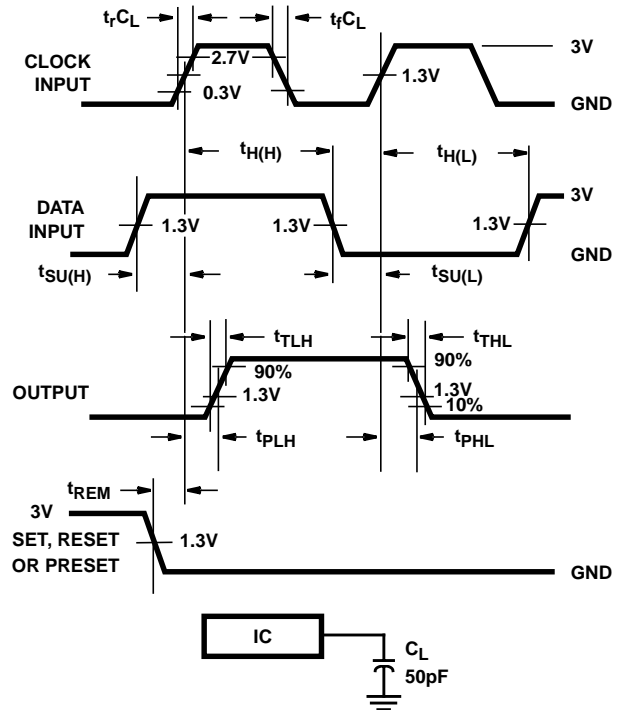 trCL
tfCL
CLOCK
INPUT
2.7V
0.3V
1.3V
3V
GND
tH(H)
tH(L)
DATA
INPUT
1.3V
1.3V
1.3V
3V
GND
tSU(H)
tSU(L)
tTLH
tTHL
OUTPUT
90%
1.3V
90%
1.3V
10%
tPLH
tPHL
tREM
3V
SET, RESET
OR PRESET
1.3V
GND
IC
CL
50pF